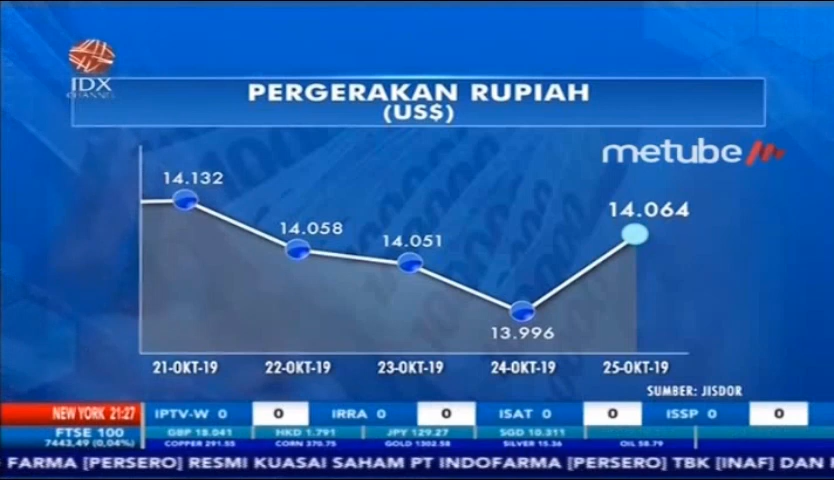 IDX
CHANNEL
PERGERAKAN RUPIAH
(US$)
metube
14.132
14.058
14.051
13.996
14.064
21-OKT-19
22-OKT-19
23-OKT-19
24-OKT-19
25-OKT-19
SUMBER: JISDOR
NEW YORK 21:27
IPTV-W 0 0 IRRA 0 0 ISAT 0 0 ISSP 0 0
FTSE 100
GBP 18.041 HKD 1.791 JPY 129.27 SGD 10.311
7443,49 (0,04%)
COPPER 291.55 CORN 370.75 GOLD 1302.58 SILVER 15.36 OIL 58.79
FARMA [PERSERO] RESMI KUASAI SAHAM PT INDOFARMA [PERSERO] TBK [INAF] DAN